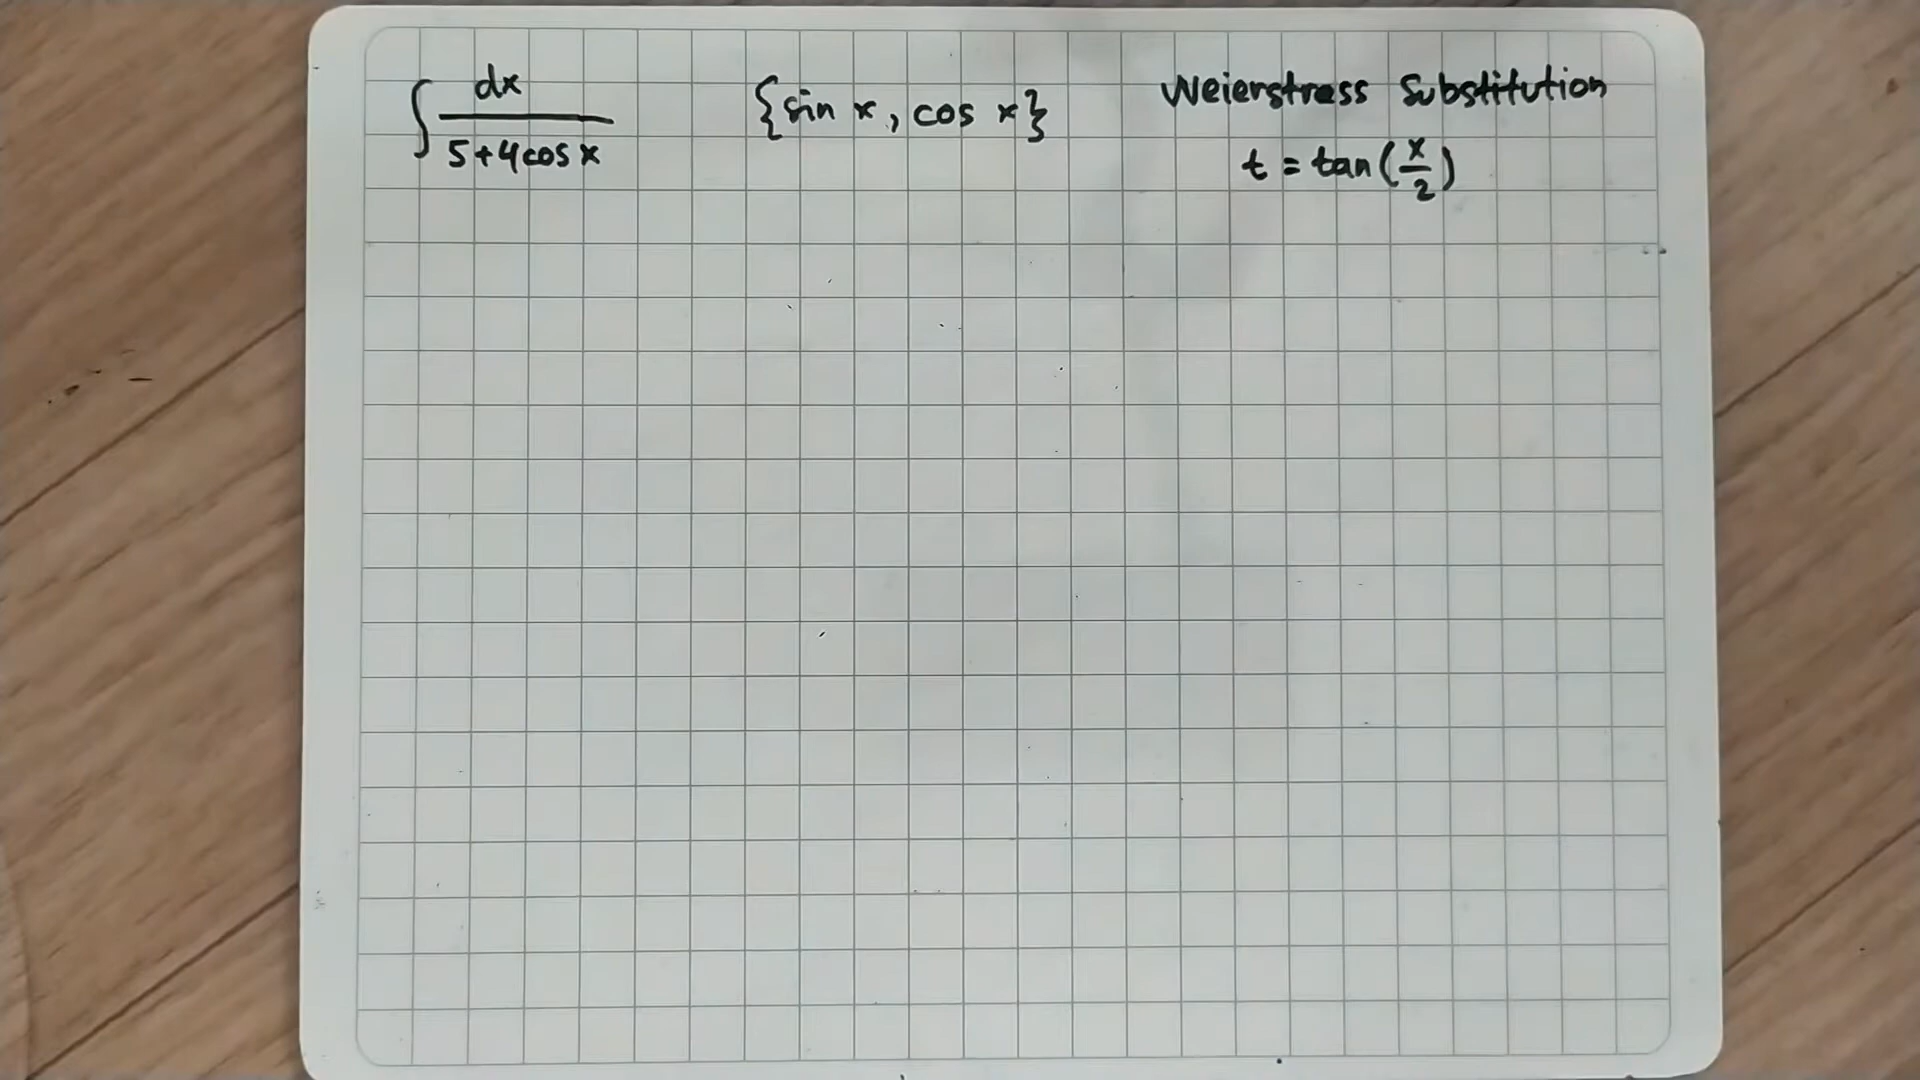 ∫ dx / (5+4cos x)
{sin x, cos x}
Weierstrass Substitution
t = tan(x/2)